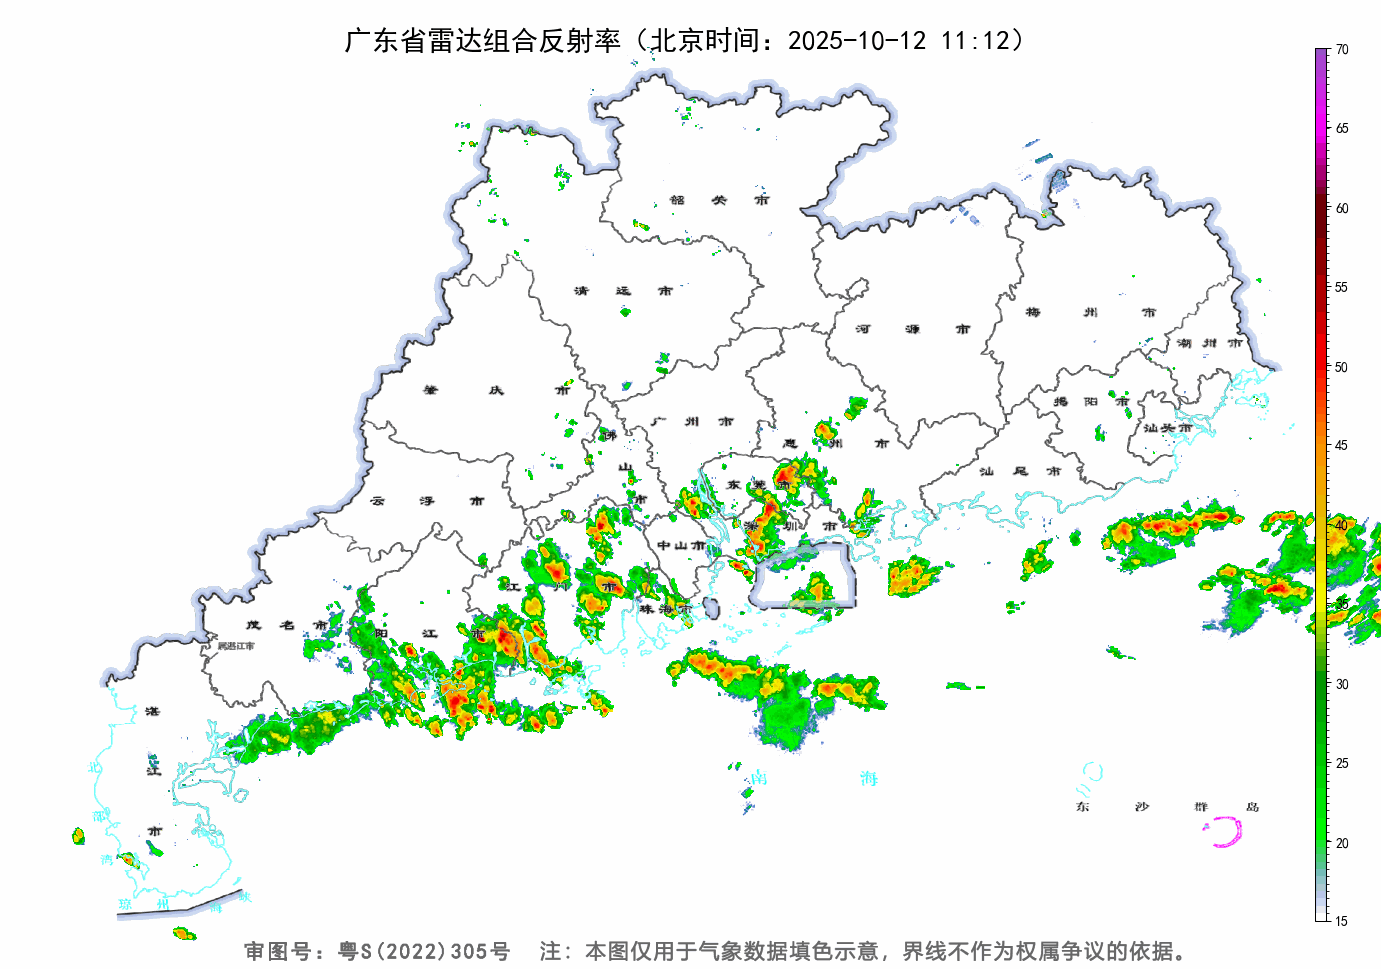 广东省雷达组合反射率（北京时间：2025-10-12 11:12）
70
65
60
55
50
45
40
35
30
25
20
15
韶 关 市
清 远 市
河 源 市
梅 州 市
潮 州 市
肇 庆 市
广 州 市
佛 山 市
惠 州 市
揭 阳 市
汕 头 市
汕 尾 市
东 莞 市
云 浮 市
深 圳 市
中 山 市
江 门 市
珠 海 市
茂 名 市
阳 江 市
属湛江市
湛 江 市
北 部 湾
琼 州 海 峡
南 海
东 沙 群 岛
审图号：粤S(2022)305号 注：本图仅用于气象数据填色示意，界线不作为权属争议的依据。